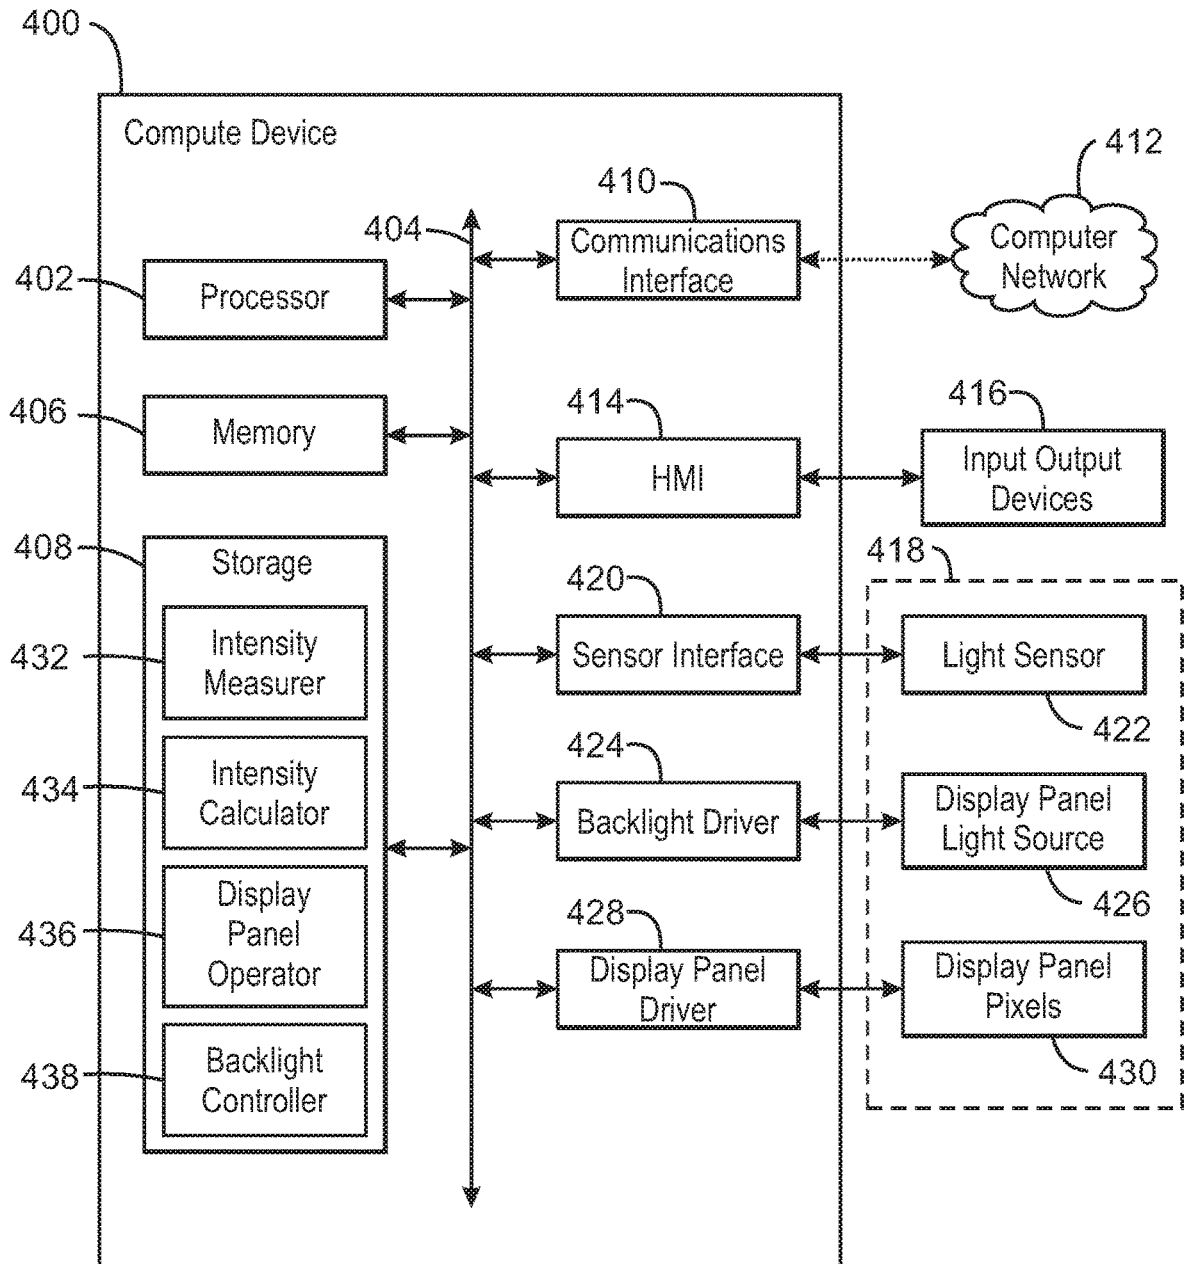 400
Compute Device
412
410
404
Communications
Interface
Computer
Network
402
Processor
406
Memory
414
HMI
416
Input Output
Devices
408
Storage
432
Intensity
Measurer
434
Intensity
Calculator
436
Display
Panel
Operator
438
Backlight
Controller
420
Sensor Interface
418
Light Sensor
422
424
Backlight Driver
Display Panel
Light Source
426
428
Display Panel
Driver
Display Panel
Pixels
430